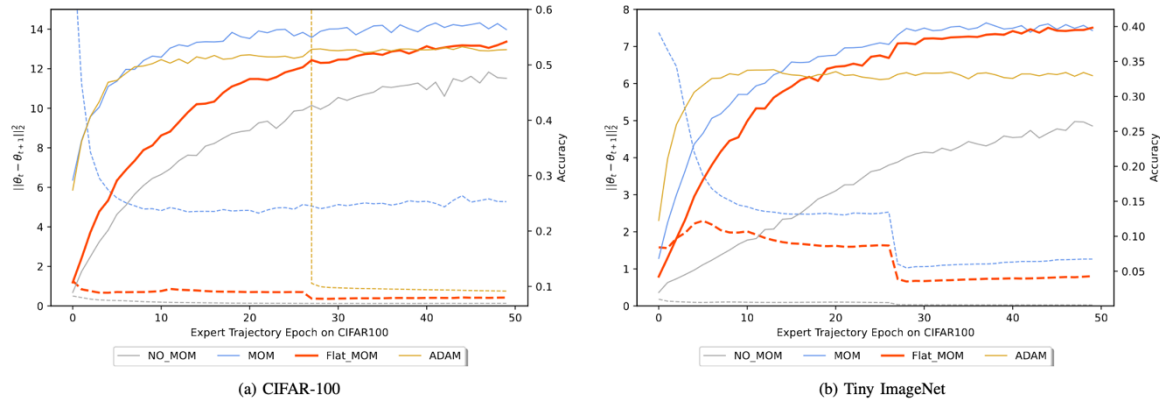 14
12
10
8
6
4
2
0
||θt − θt+1||₂²
0.6
0.5
0.4
0.3
0.2
0.1
Accuracy
0 10 20 30 40 50
Expert Trajectory Epoch on CIFAR100
NO_MOM MOM Flat_MOM ADAM
(a) CIFAR-100
8
7
6
5
4
3
2
1
0
||θt − θt+1||₂²
0.40
0.35
0.30
0.25
0.20
0.15
0.10
0.05
Accuracy
0 10 20 30 40 50
Expert Trajectory Epoch on CIFAR100
NO_MOM MOM Flat_MOM ADAM
(b) Tiny ImageNet